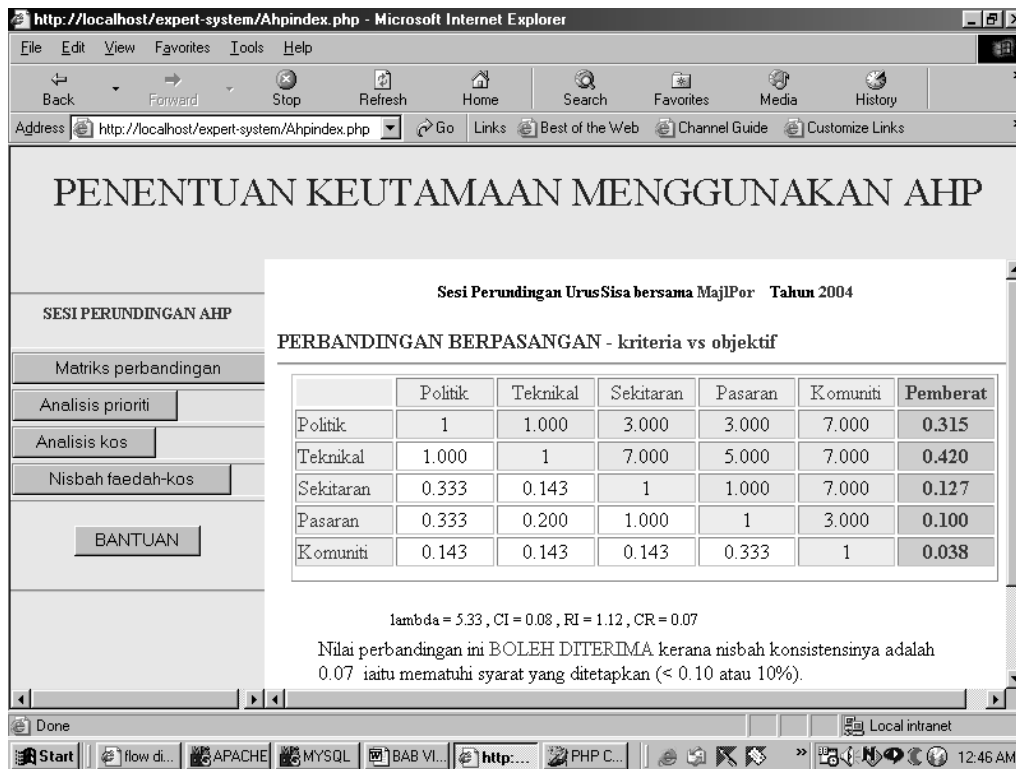 http://localhost/expert-system/Ahpindex.php - Microsoft Internet Explorer
File Edit View Favorites Tools Help
Back Forward Stop Refresh Home Search Favorites Media History
Address http://localhost/expert-system/Ahpindex.php Go Links Best of the Web Channel Guide Customize Links
PENENTUAN KEUTAMAAN MENGGUNAKAN AHP
SESI PERUNDINGAN AHP
Matriks perbandingan
Analisis prioriti
Analisis kos
Nisbah faedah-kos
BANTUAN
Sesi Perundingan UrusSisa bersama MajlPor Tahun 2004
PERBANDINGAN BERPASANGAN - kriteria vs objektif
Politik Teknikal Sekitaran Pasaran Komuniti Pemberat
Politik 1 1.000 3.000 3.000 7.000 0.315
Teknikal 1.000 1 7.000 5.000 7.000 0.420
Sekitaran 0.333 0.143 1 1.000 7.000 0.127
Pasaran 0.333 0.200 1.000 1 3.000 0.100
Komuniti 0.143 0.143 0.143 0.333 1 0.038
lambda = 5.33 , CI = 0.08 , RI = 1.12 , CR = 0.07
Nilai perbandingan ini BOLEH DITERIMA kerana nisbah konsistensinya adalah
0.07 iaitu mematuhi syarat yang ditetapkan (< 0.10 atau 10%).
Done Local intranet
Start flow di... APACHE MYSQL BAB VI... http:... PHP C... » 12:46 AM